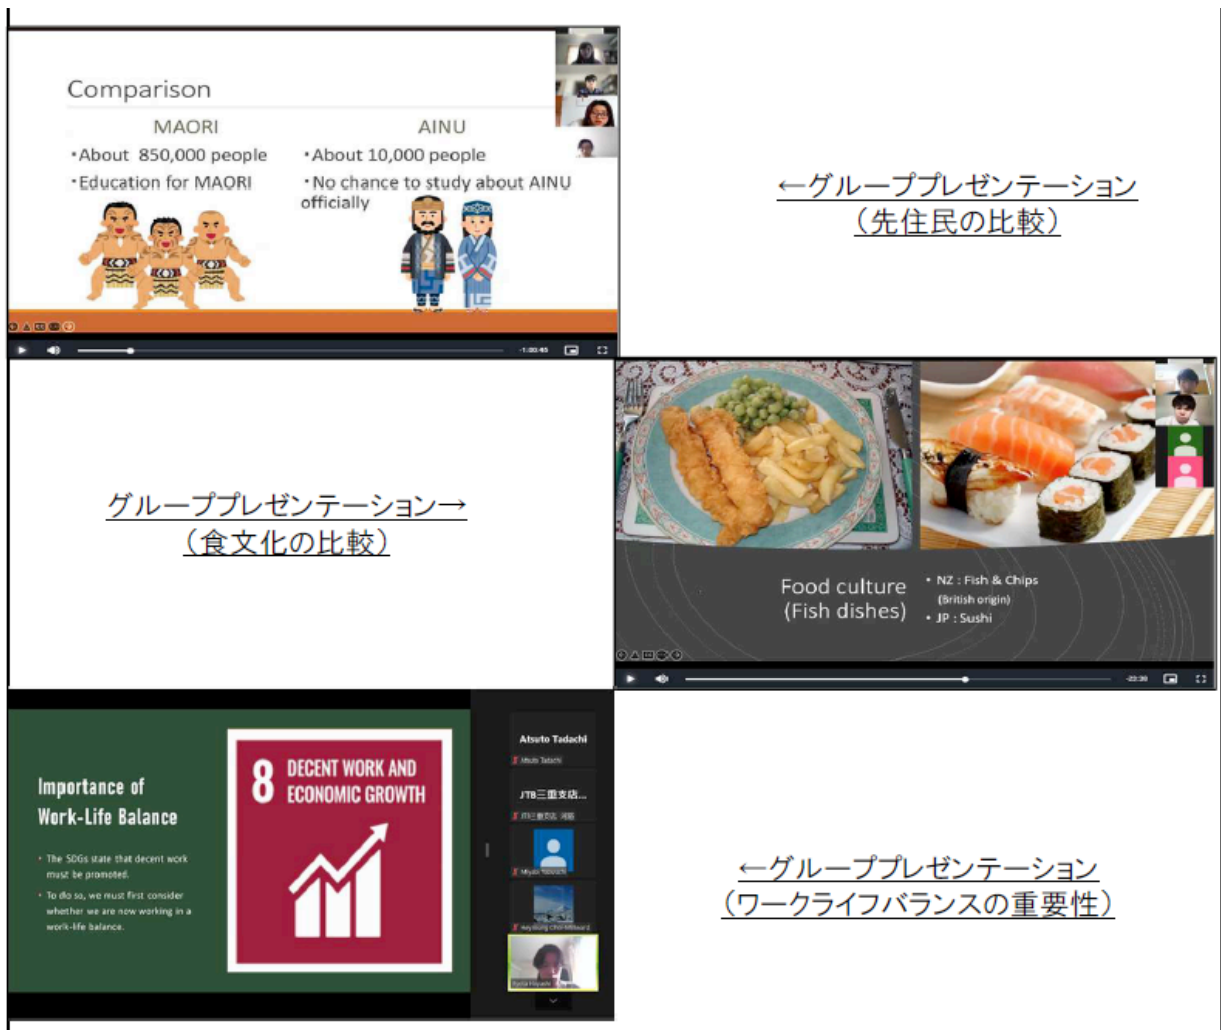 Comparison
MAORI
・About 850,000 people
・Education for MAORI
AINU
・About 10,000 people
・No chance to study about AINU
officially
-1:00:45
←グループプレゼンテーション
（先住民の比較）
グループプレゼンテーション→
（食文化の比較）
Food culture
(Fish dishes)
• NZ : Fish & Chips
(British origin)
• JP : Sushi
Importance of
Work-Life Balance
• The SDGs state that decent work
must be promoted.
• To do so, we must first consider
whether we are now working in a
work-life balance.
8 DECENT WORK AND
ECONOMIC GROWTH
Atsuto Tadachi
Atsuto Tadachi
JTB三重支店...
←グループプレゼンテーション
（ワークライフバランスの重要性）